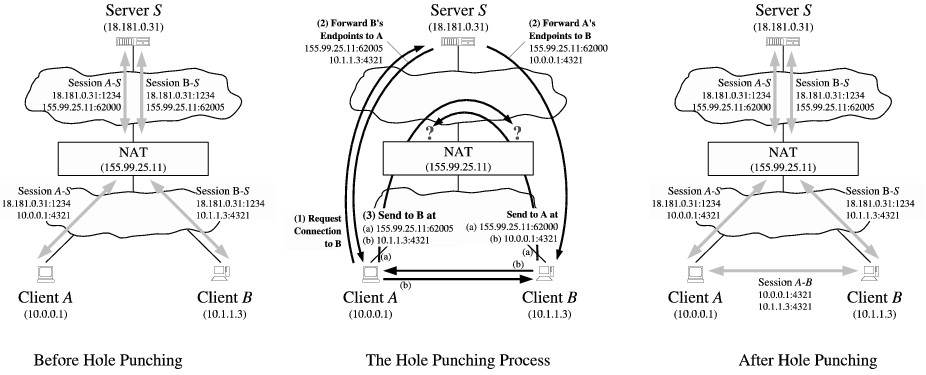 Server S
(18.181.0.31)
Session A-S
18.181.0.31:1234
155.99.25.11:62000
Session B-S
18.181.0.31:1234
155.99.25.11:62005
NAT
(155.99.25.11)
Session A-S
18.181.0.31:1234
10.0.0.1:4321
Session B-S
18.181.0.31:1234
10.1.1.3:4321
Client A
(10.0.0.1)
Client B
(10.1.1.3)
Before Hole Punching
(2) Forward B's
Endpoints to A
155.99.25.11:62005
10.1.1.3:4321
Server S
(18.181.0.31)
(2) Forward A's
Endpoints to B
155.99.25.11:62000
10.0.0.1:4321
?
?
NAT
(155.99.25.11)
(1) Request
Connection
to B
(3) Send to B at
(a) 155.99.25.11:62005
(b) 10.1.1.3:4321
(a)
Send to A at
(a) 155.99.25.11:62000
(b) 10.0.0.1:4321
(a)
(b)
(b)
Client A
(10.0.0.1)
Client B
(10.1.1.3)
The Hole Punching Process
Server S
(18.181.0.31)
Session A-S
18.181.0.31:1234
155.99.25.11:62000
Session B-S
18.181.0.31:1234
155.99.25.11:62005
NAT
(155.99.25.11)
Session A-S
18.181.0.31:1234
10.0.0.1:4321
Session B-S
18.181.0.31:1234
10.1.1.3:4321
Session A-B
10.0.0.1:4321
10.1.1.3:4321
Client A
(10.0.0.1)
Client B
(10.1.1.3)
After Hole Punching